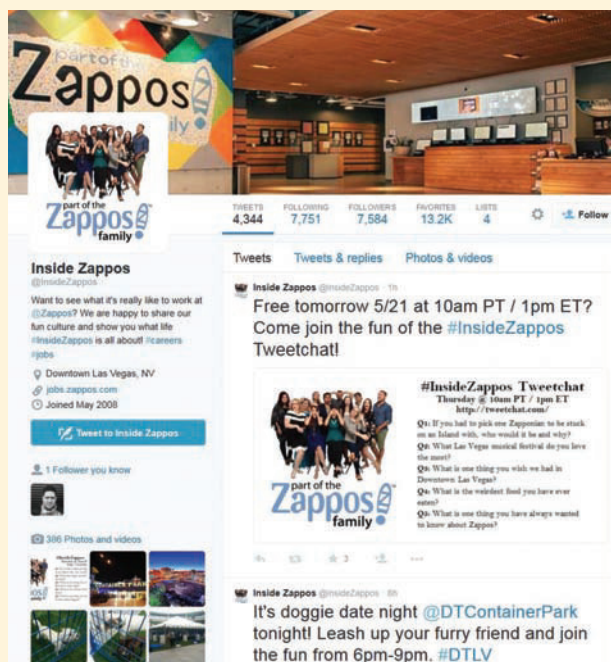 part of the
Zappos!
family
part of the
Zappos!
family
TWEETS FOLLOWING FOLLOWERS FAVORITES LISTS
4,344 7,751 7,584 13.2K 4
Follow
Inside Zappos
@InsideZappos
Want to see what it's really like to work at
@Zappos? We are happy to share our
fun culture and show you what life
#InsideZappos is all about! #careers
#jobs
Downtown Las Vegas, NV
jobs.zappos.com
Joined May 2008
Tweet to Inside Zappos
1 Follower you know
386 Photos and videos
Tweets Tweets & replies Photos & videos
Inside Zappos @InsideZappos · 1h
Free tomorrow 5/21 at 10am PT / 1pm ET?
Come join the fun of the #InsideZappos
Tweetchat!
part of the
Zappos!
family
#InsideZappos Tweetchat
Thursday @ 10am PT / 1pm ET
http://tweetchat.com/
Q1: If you had to pick one Zapponian to be stuck
on an Island with, who would it be and why?
Q2: What Las Vegas musical festival do you love
the most?
Q3: What is one thing you wish we had in
Downtown Las Vegas?
Q4: What is the weirdest food you have ever
eaten?
Q5: What is one thing you have always wanted
to know about Zappos?
3
Inside Zappos @InsideZappos · 8h
It's doggie date night @DTContainerPark
tonight! Leash up your furry friend and join
the fun from 6pm-9pm. #DTLV